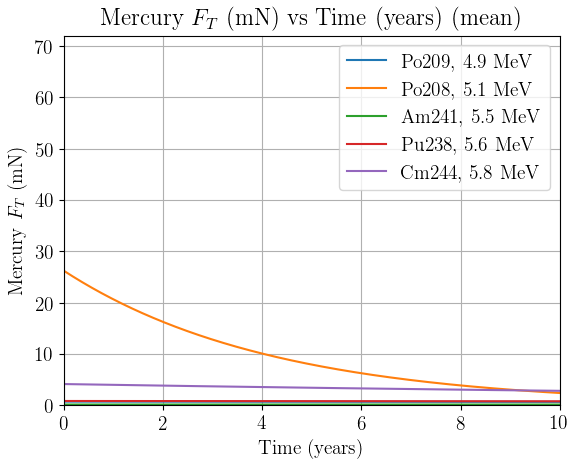 Mercury F_T (mN) vs Time (years) (mean)
70
60
50
40
30
20
10
0
Mercury F_T (mN)
Po209, 4.9 MeV
Po208, 5.1 MeV
Am241, 5.5 MeV
Pu238, 5.6 MeV
Cm244, 5.8 MeV
0 2 4 6 8 10
Time (years)